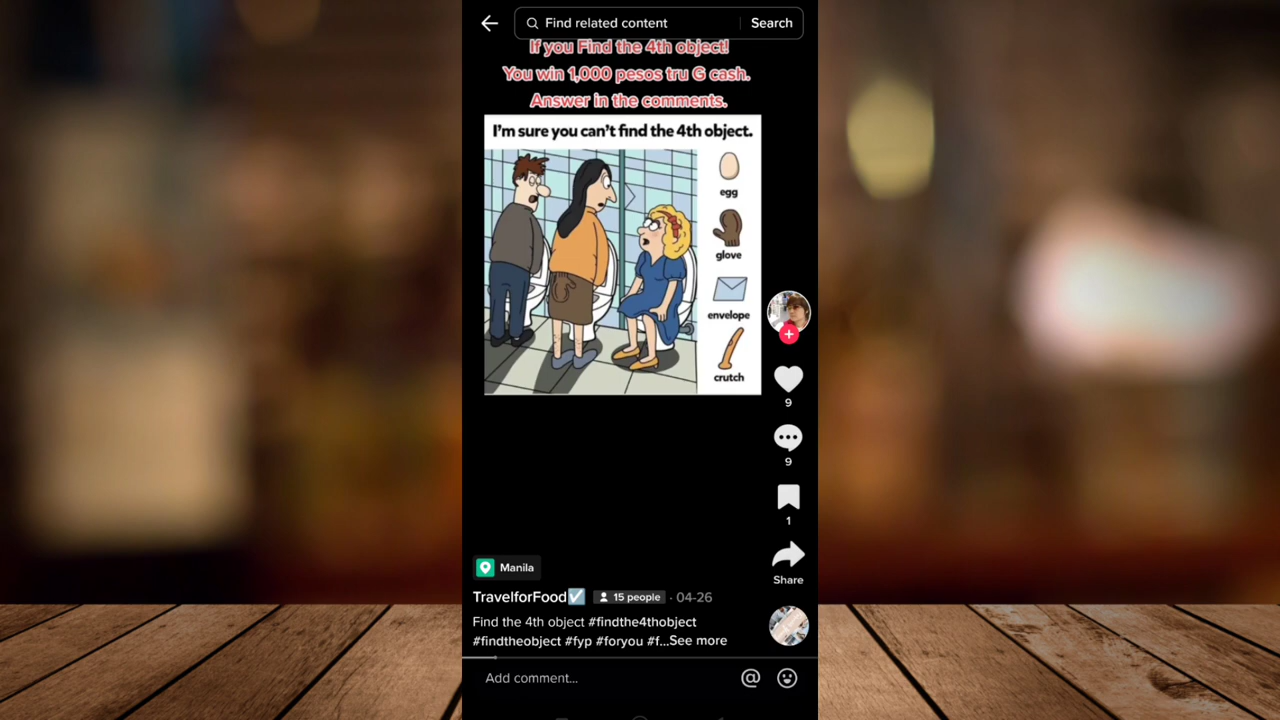 Find related content
Search
If you Find the 4th object!
You win 1,000 pesos tru G cash.
Answer in the comments.
I'm sure you can't find the 4th object.
egg
glove
envelope
crutch
9
9
1
Share
Manila
TravelforFood☑️ 15 people · 04-26
Find the 4th object #findthe4thobject
#findtheobject #fyp #foryou #f...See more
Add comment...
@